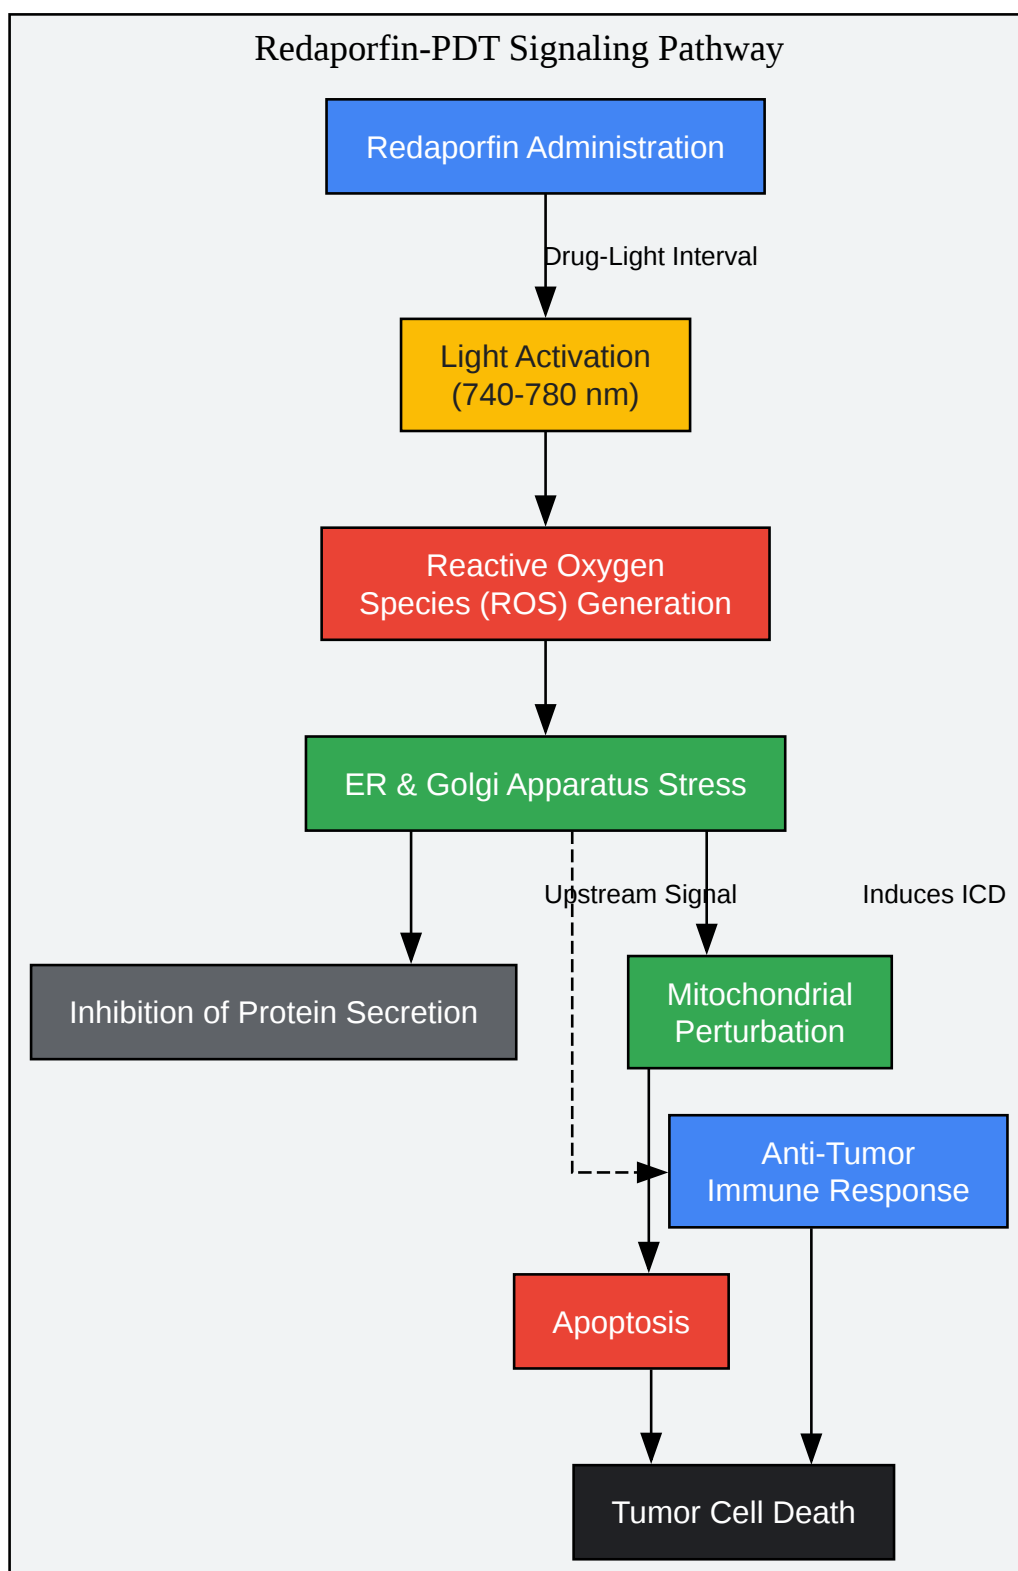 Redaporfin-PDT Signaling Pathway
Redaporfin Administration
Drug-Light Interval
Light Activation
(740-780 nm)
Reactive Oxygen
Species (ROS) Generation
ER & Golgi Apparatus Stress
Upstream Signal
Induces ICD
Inhibition of Protein Secretion
Mitochondrial
Perturbation
Anti-Tumor
Immune Response
Apoptosis
Tumor Cell Death